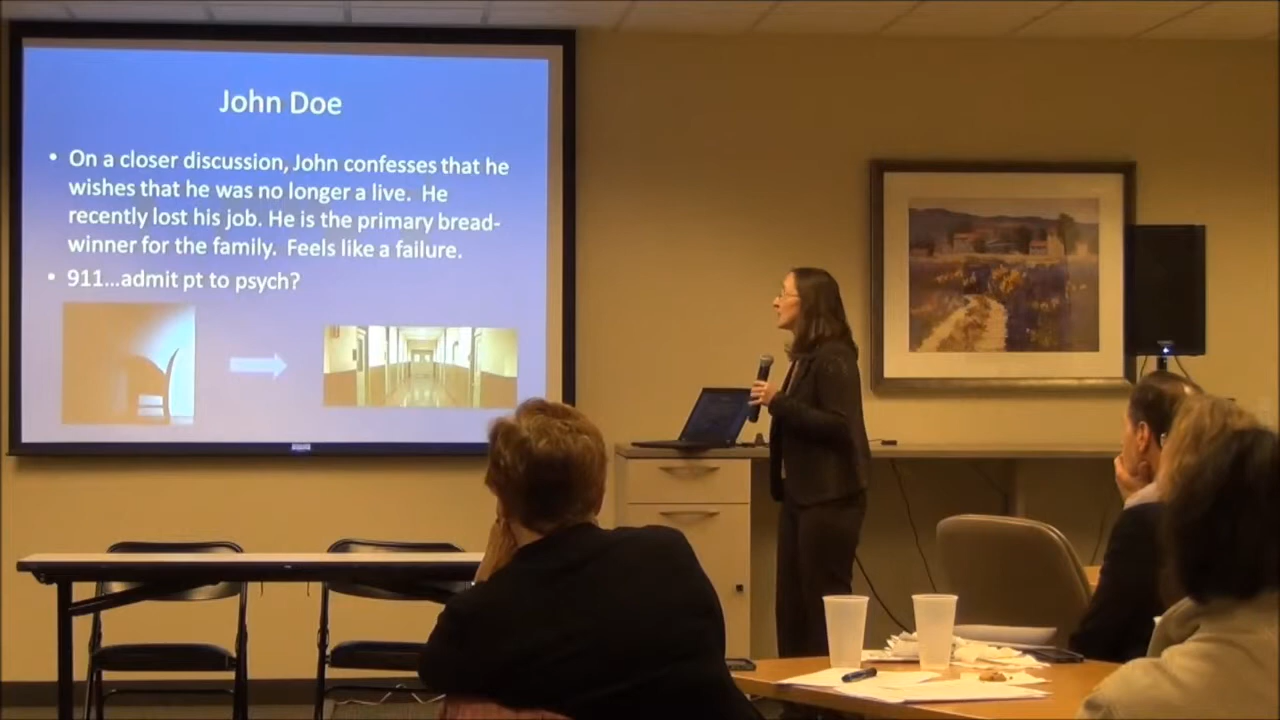 John Doe
• On a closer discussion, John confesses that he
wishes that he was no longer a live.  He
recently lost his job. He is the primary bread-
winner for the family.  Feels like a failure.
• 911...admit pt to psych?